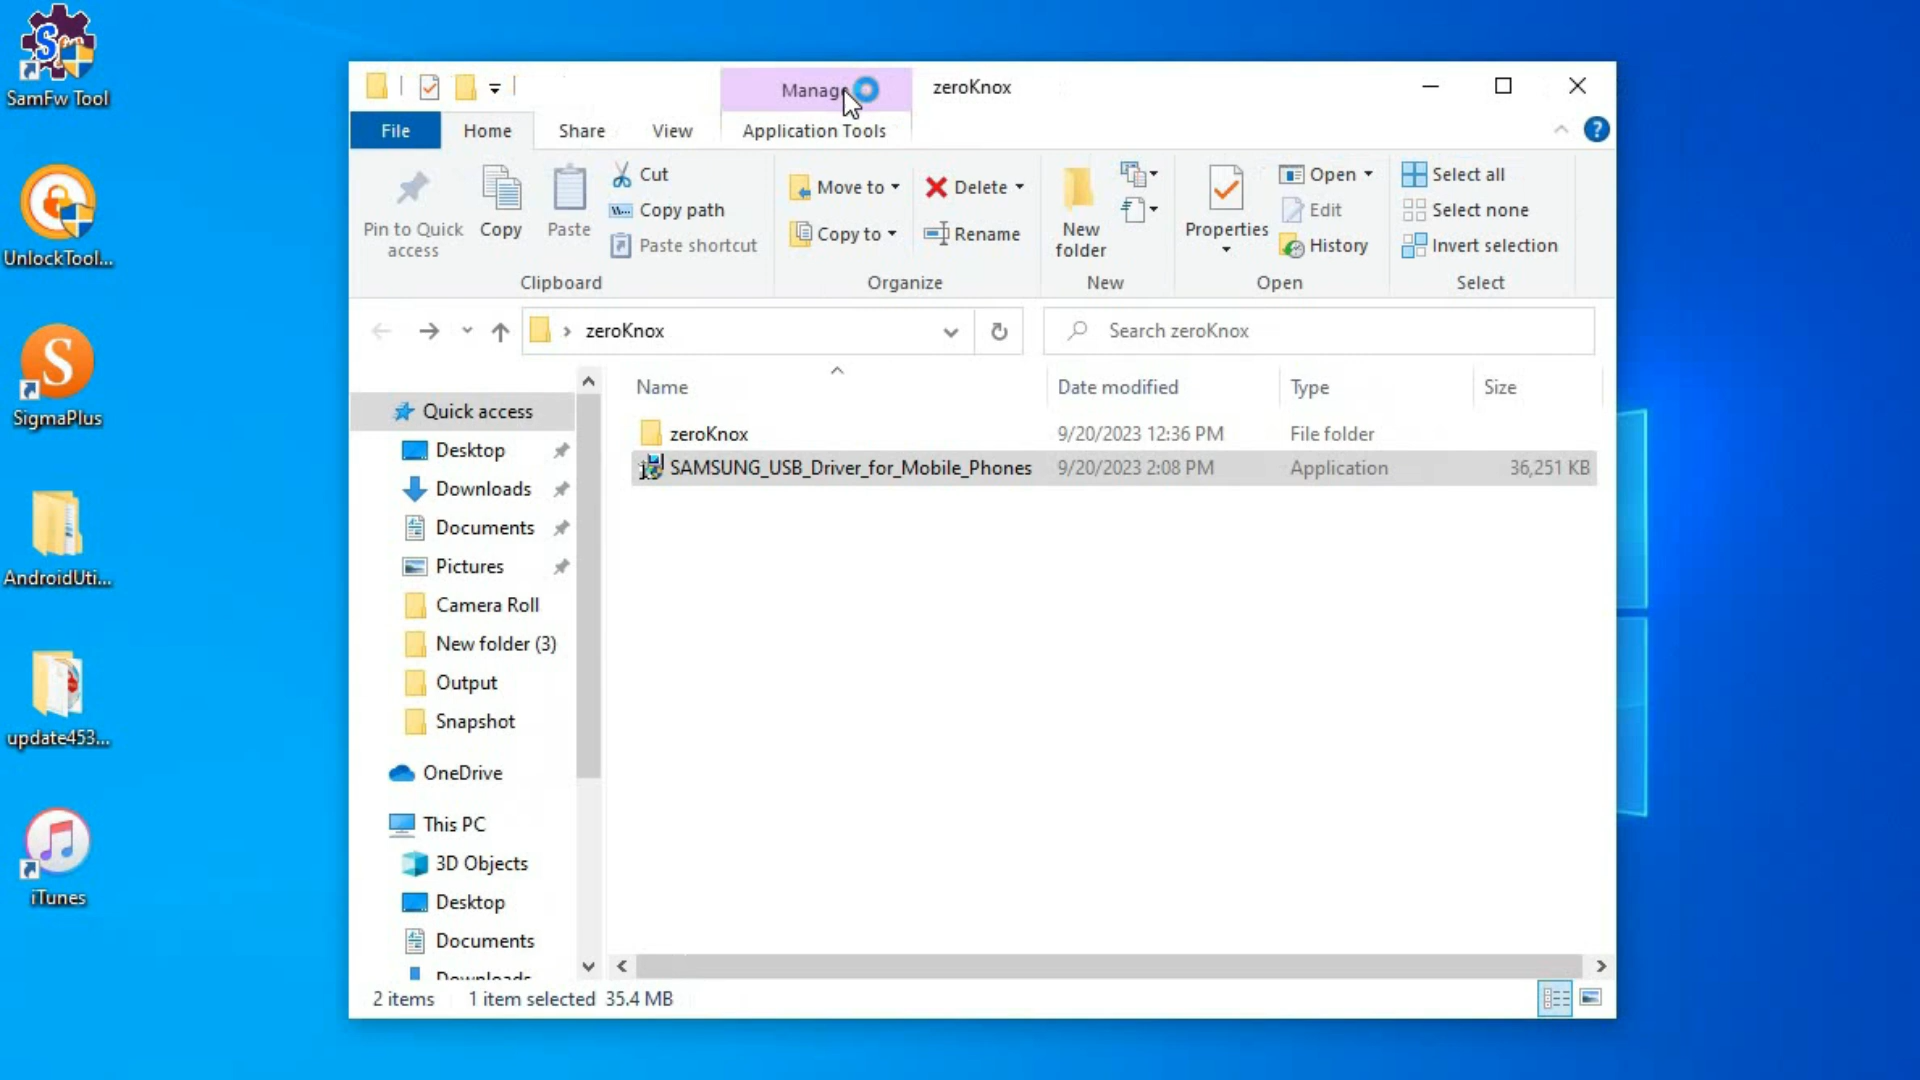 SamFw Tool
UnlockTool...
SigmaPlus
AndroidUti...
update453...
iTunes
Manage
zeroKnox
File
Home
Share
View
Application Tools
Pin to Quick access
Copy
Paste
Cut
Copy path
Paste shortcut
Clipboard
Move to
Copy to
Delete
Rename
Organize
New folder
New
Properties
Open
Edit
History
Open
Select all
Select none
Invert selection
Select
zeroKnox
Search zeroKnox
Quick access
Desktop
Downloads
Documents
Pictures
Camera Roll
New folder (3)
Output
Snapshot
OneDrive
This PC
3D Objects
Desktop
Documents
Downloads
Name Date modified Type Size
zeroKnox 9/20/2023 12:36 PM File folder
SAMSUNG_USB_Driver_for_Mobile_Phones 9/20/2023 2:08 PM Application 36,251 KB
2 items 1 item selected 35.4 MB